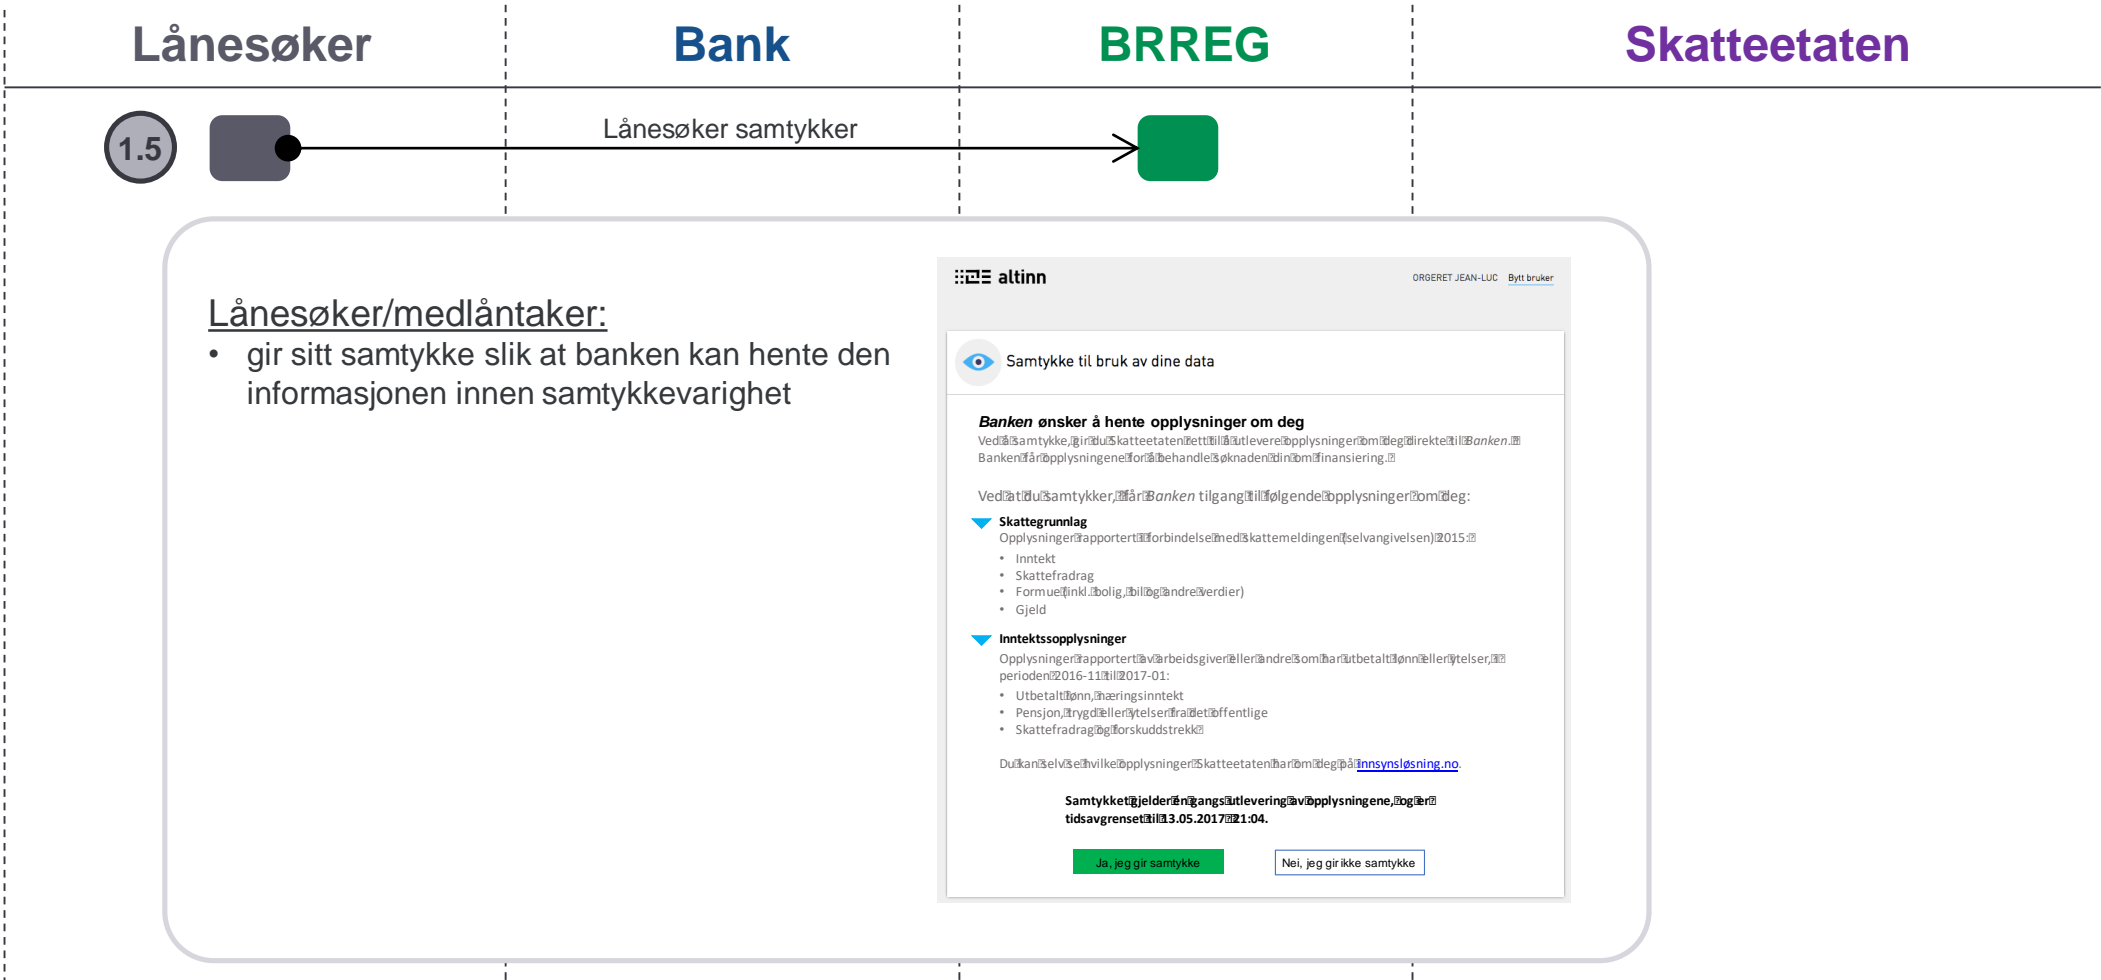 Lånesøker
Bank
BRREG
Skatteetaten
1.5
Lånesøker samtykker
Lånesøker/medlåntaker:
• gir sitt samtykke slik at banken kan hente den
informasjonen innen samtykkevarighet
altinn
ORGERET JEAN-LUC Bytt bruker
Samtykke til bruk av dine data
Banken ønsker å hente opplysninger om deg
Ved å samtykke, gir du Skatteetaten rett til å utlevere opplysninger om deg direkte til Banken.
Banken får opplysningene for å behandle søknaden din om finansiering.
Ved at du samtykker, får Banken tilgang til følgende opplysninger om deg:
Skattegrunnlag
Opplysninger rapportert i forbindelse med skattemeldingen (selvangivelsen) 2015:
• Inntekt
• Skattefradrag
• Formue (inkl. bolig, bil og andre verdier)
• Gjeld
Inntektssopplysninger
Opplysninger rapportert av arbeidsgiver eller andre som har utbetalt lønn eller ytelser, i
perioden 2016-11 til 2017-01:
• Utbetalt lønn, næringsinntekt
• Pensjon, trygd eller ytelser fra det offentlige
• Skattefradrag og forskuddstrekk
Du kan selv se hvilke opplysninger Skatteetaten har om deg på innsynsløsning.no.
Samtykket gjelder én gangs utlevering av opplysningene, og er
tidsavgrenset til 13.05.2017 21:04.
Ja, jeg gir samtykke
Nei, jeg gir ikke samtykke